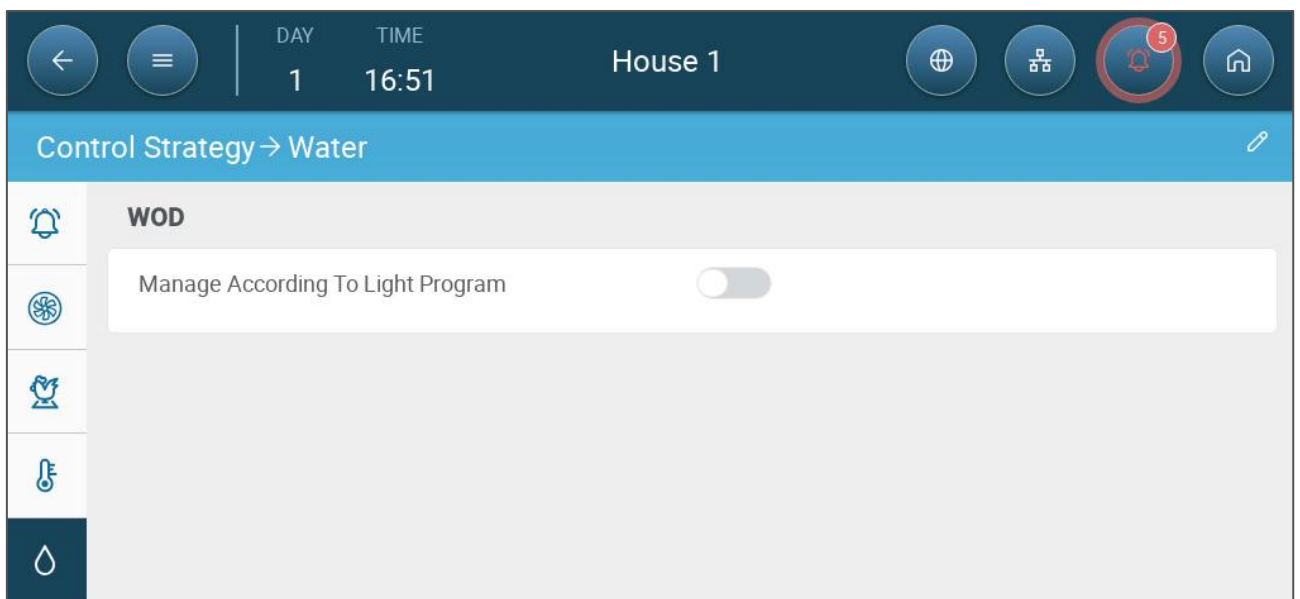 DAY TIME
1 16:51
House 1
5
Control Strategy → Water
WOD
Manage According To Light Program